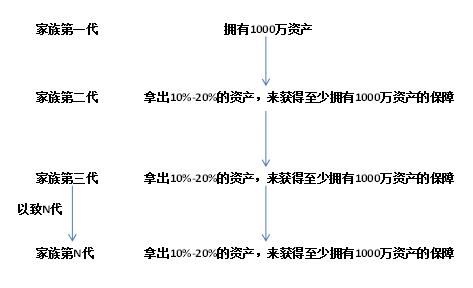 家族第一代 拥有1000万资产
家族第二代 拿出10%-20%的资产，来获得至少拥有1000万资产的保障
家族第三代 拿出10%-20%的资产，来获得至少拥有1000万资产的保障
以致N代
家族第N代 拿出10%-20%的资产，来获得至少拥有1000万资产的保障